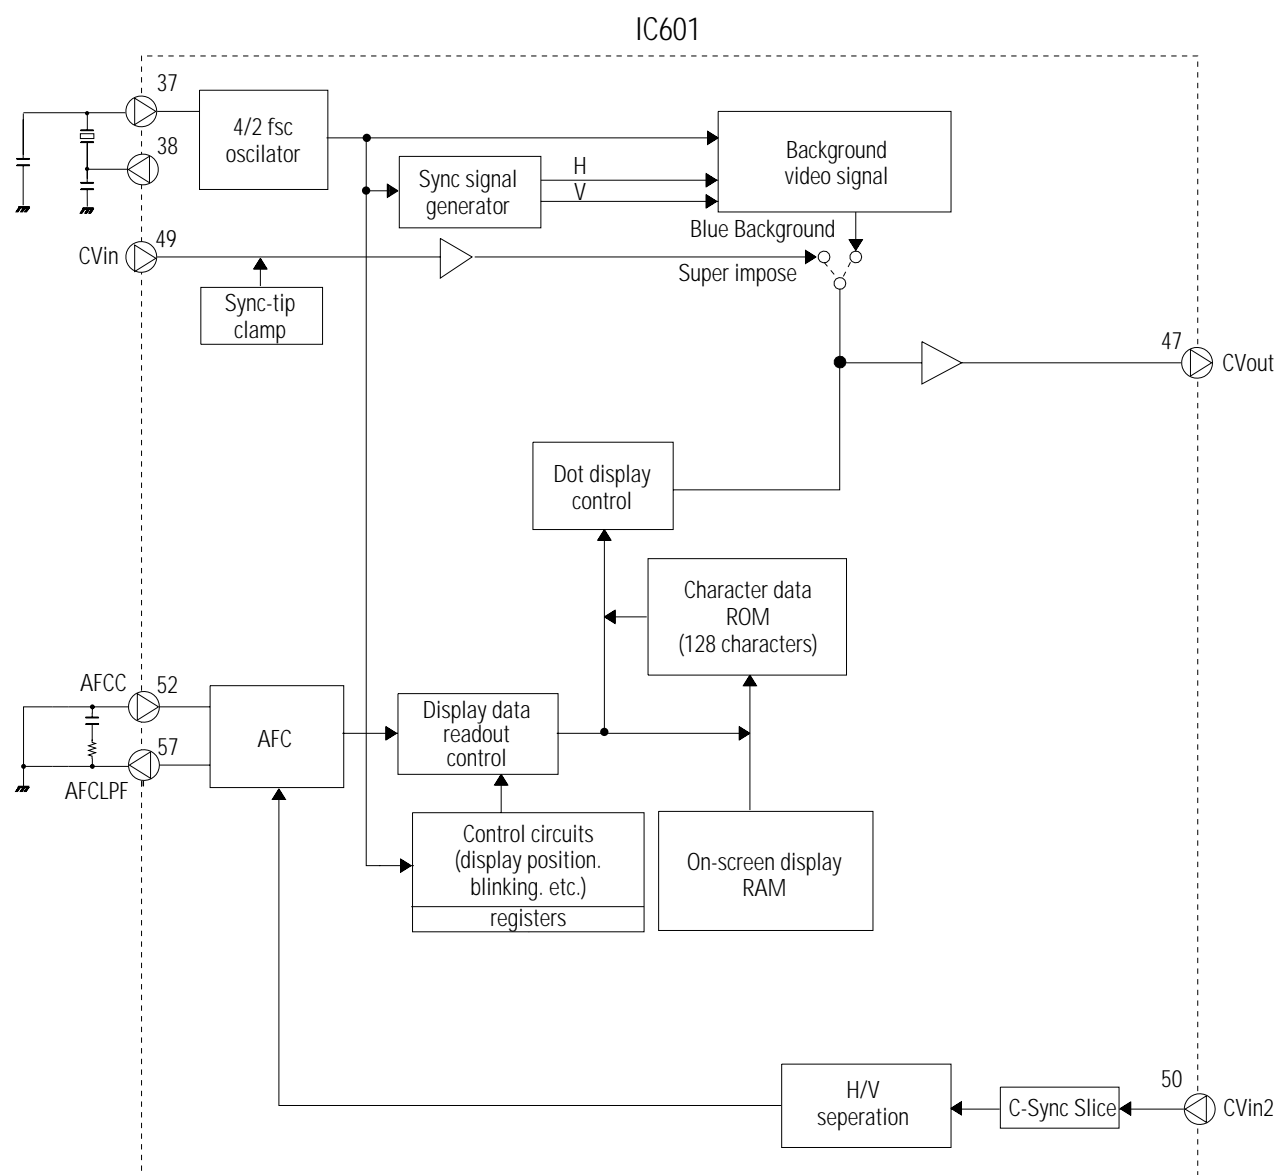 IC601
37
4/2 fsc
oscilator
38
Background
video signal
Sync signal
generator
H
V
Blue Background
49
CVin
Super impose
Sync-tip
clamp
47
CVout
Dot display
control
Character data
ROM
(128 characters)
AFCC
52
AFC
Display data
readout
control
57
AFCLPF
Control circuits
(display position.
blinking. etc.)
registers
On-screen display
RAM
H/V
seperation
C-Sync Slice
50
CVin2